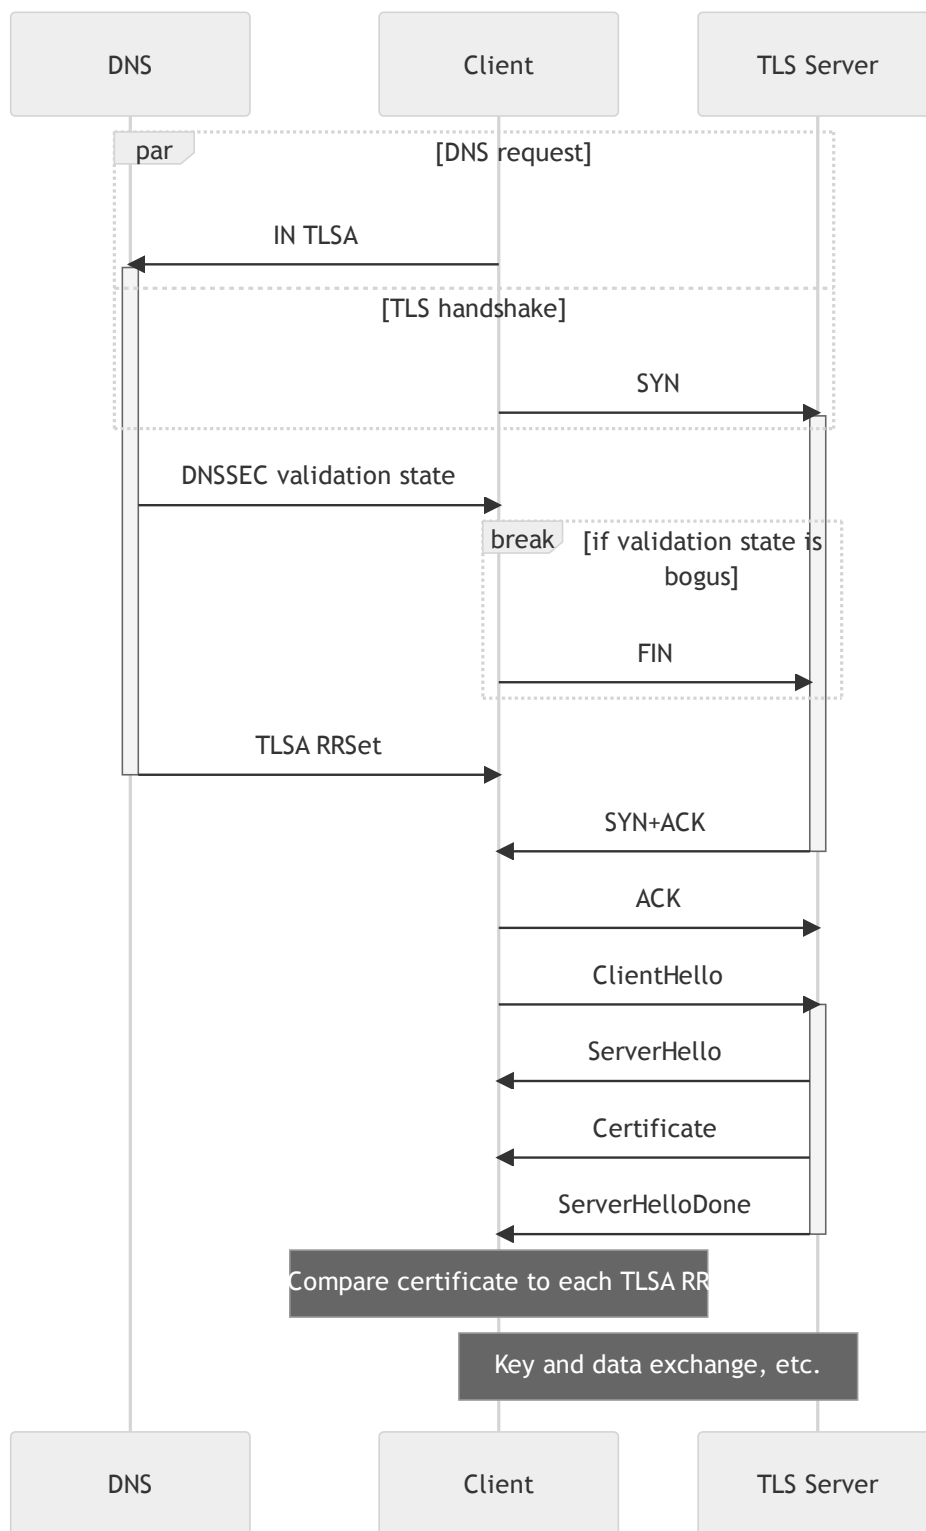 DNS
Client
TLS Server
par
[DNS request]
IN TLSA
[TLS handshake]
SYN
DNSSEC validation state
break
[if validation state is
bogus]
FIN
TLSA RRSet
SYN+ACK
ACK
ClientHello
ServerHello
Certificate
ServerHelloDone
Compare certificate to each TLSA RR
Key and data exchange, etc.
DNS
Client
TLS Server